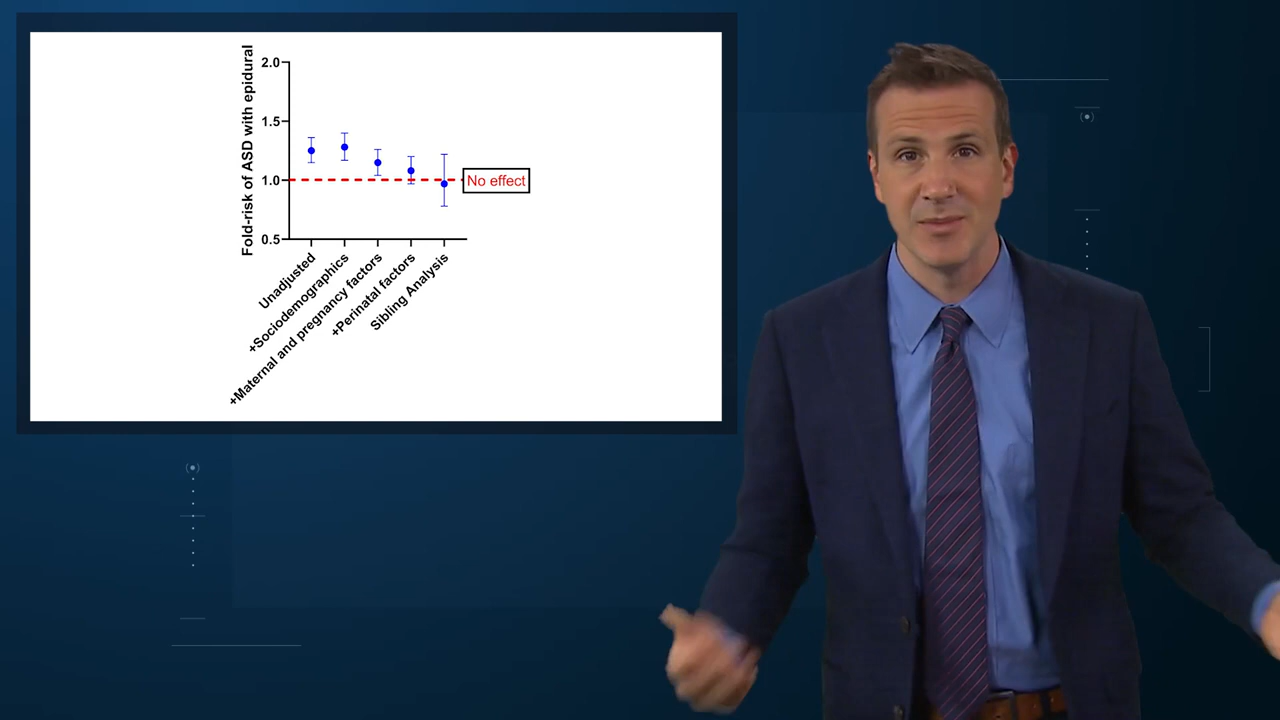 Fold-risk of ASD with epidural
2.0
1.5
1.0
0.5
No effect
Unadjusted
+Sociodemographics
+Maternal and pregnancy factors
+Perinatal factors
Sibling Analysis